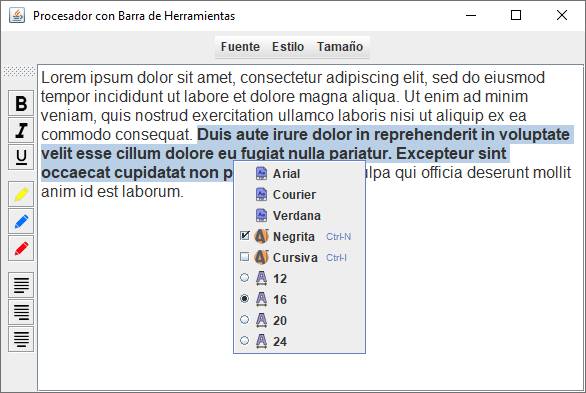 Procesador con Barra de Herramientas
Fuente Estilo Tamaño
Lorem ipsum dolor sit amet, consectetur adipiscing elit, sed do eiusmod
tempor incididunt ut labore et dolore magna aliqua. Ut enim ad minim
veniam, quis nostrud exercitation ullamco laboris nisi ut aliquip ex ea
commodo consequat. Duis aute irure dolor in reprehenderit in voluptate
velit esse cillum dolore eu fugiat nulla pariatur. Excepteur sint
occaecat cupidatat non p ulpa qui officia deserunt mollit
anim id est laborum.
B
I
U
Arial
Courier
Verdana
Negrita Ctrl-N
Cursiva Ctrl-I
12
16
20
24